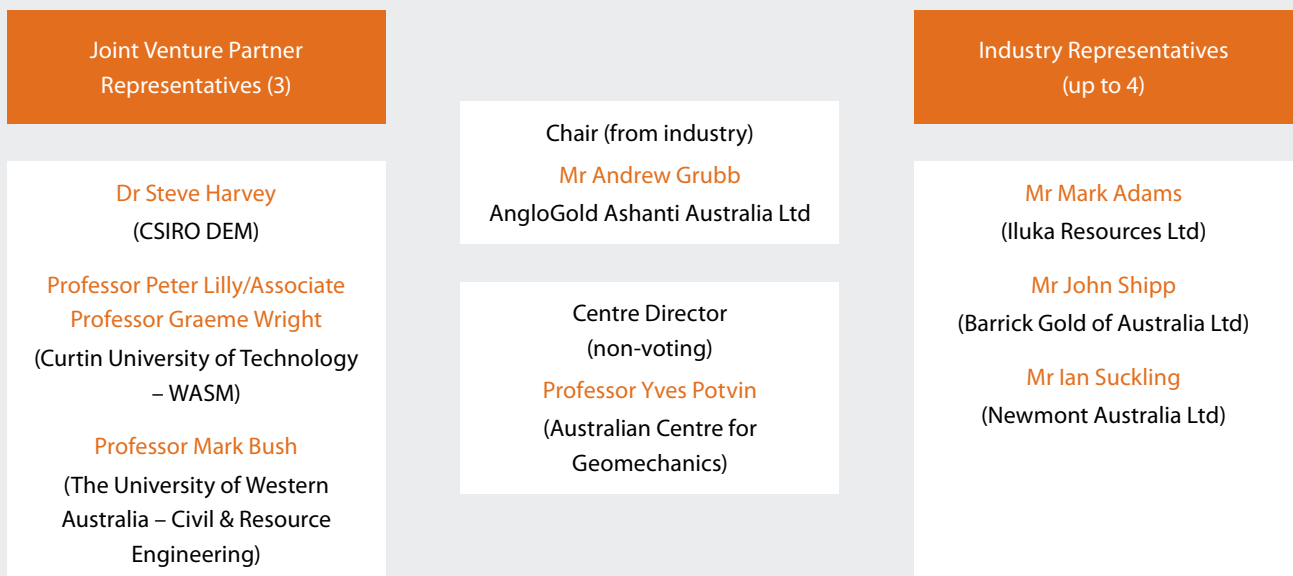 Joint Venture Partner
Representatives (3)
Dr Steve Harvey
(CSIRO DEM)
Professor Peter Lilly/Associate
Professor Graeme Wright
(Curtin University of Technology
– WASM)
Professor Mark Bush
(The University of Western
Australia – Civil & Resource
Engineering)
Chair (from industry)
Mr Andrew Grubb
AngloGold Ashanti Australia Ltd
Centre Director
(non-voting)
Professor Yves Potvin
(Australian Centre for
Geomechanics)
Industry Representatives
(up to 4)
Mr Mark Adams
(Iluka Resources Ltd)
Mr John Shipp
(Barrick Gold of Australia Ltd)
Mr Ian Suckling
(Newmont Australia Ltd)